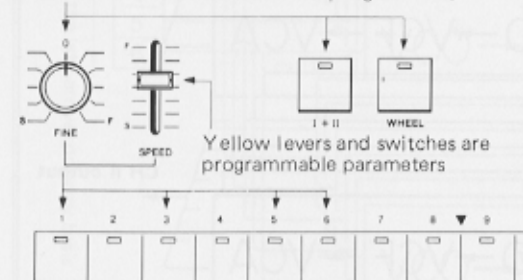 0
F
S F
FINE
S
SPEED
I + II WHEEL
Yellow levers and switches are
programmable parameters
1 2 3 4 5 6 7 8 ▼ 9